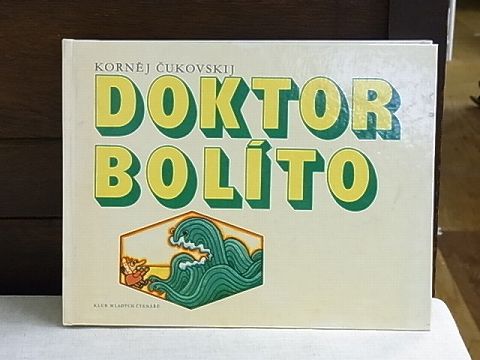 KORNĚJ ČUKOVSKIJ
DOKTOR
BOLÍTO
KLUB MLADÝCH ČTENÁŘŮ